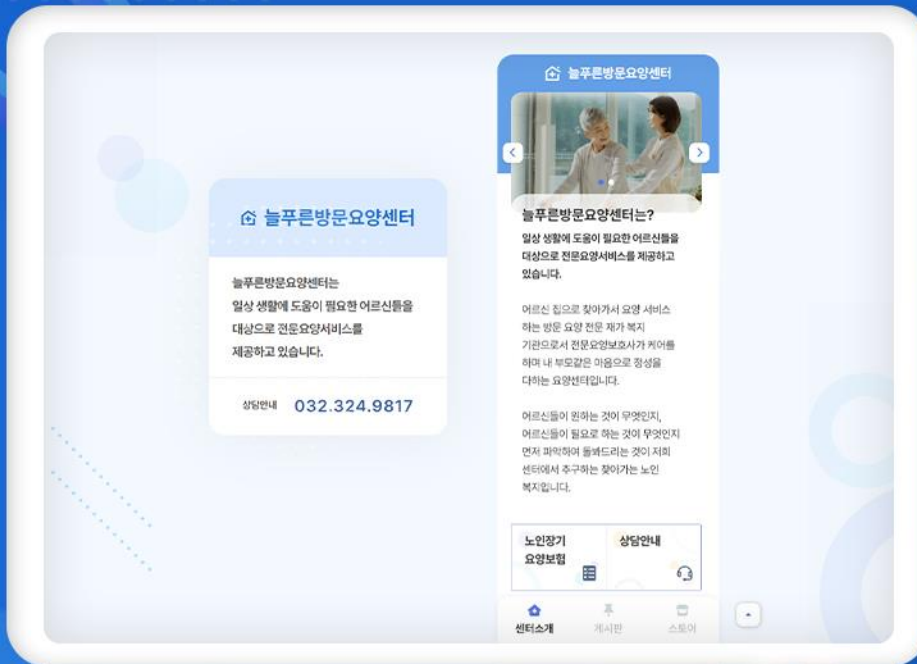 늘푸른방문요양센터
늘푸른방문요양센터는
일상 생활에 도움이 필요한 어르신들을
대상으로 전문요양서비스를
제공하고 있습니다.
상담안내 032.324.9817
늘푸른방문요양센터
늘푸른방문요양센터는?
일상 생활에 도움이 필요한 어르신들을
대상으로 전문요양서비스를 제공하고
있습니다.
어르신 집으로 찾아가서 요양 서비스
하는 방문 요양 전문 재가 복지
기관으로서 전문요양보호사가 케어를
하며 내 부모같은 마음으로 정성을
다하는 요양센터입니다.
어르신들이 원하는 것이 무엇인지,
어르신들이 필요로 하는 것이 무엇인지
먼저 파악하여 돌봐드리는 것이 저희
센터에서 추구하는 찾아가는 노인
복지입니다.
노인장기
요양보험
상담안내
센터소개 게시판 스토어